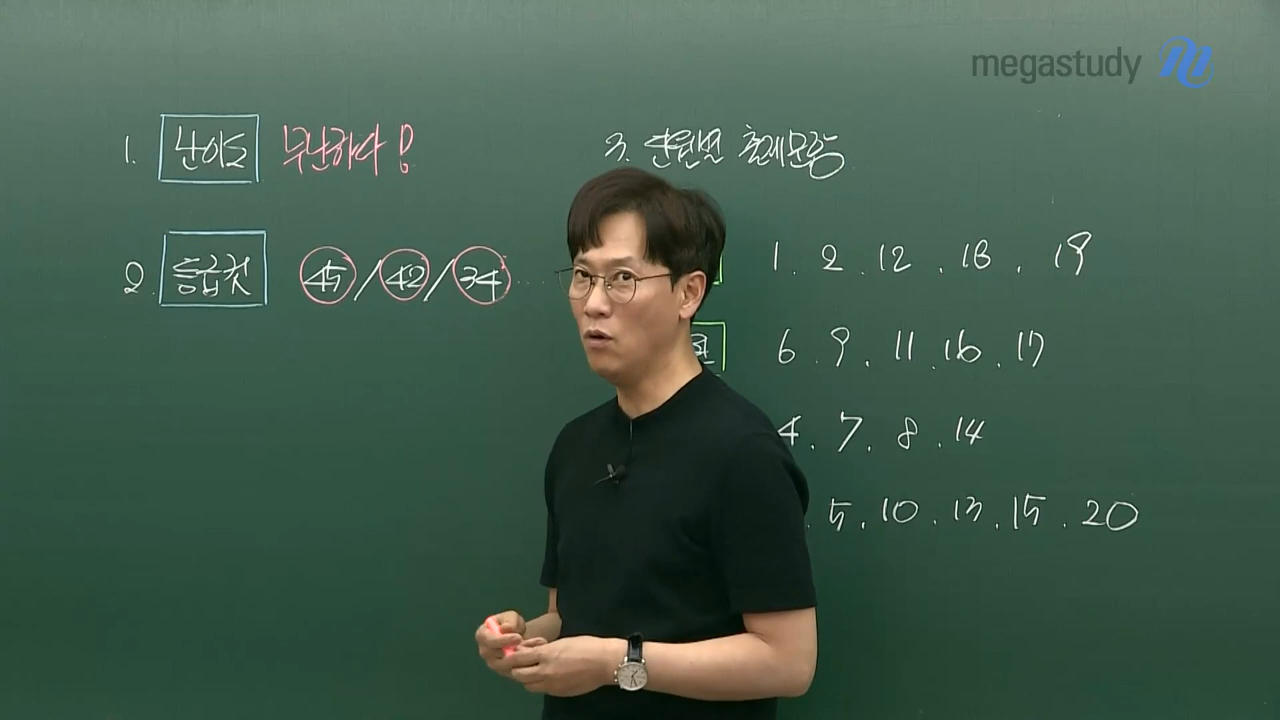 megastudy
1. 난이도 무난하다!
2. 등급컷 45/42/34 ....
3. 단원별 출제문항
1. 2. 12. 18. 19
6. 9. 11. 16. 17
4. 7. 8. 14
. 5. 10. 13. 15. 20